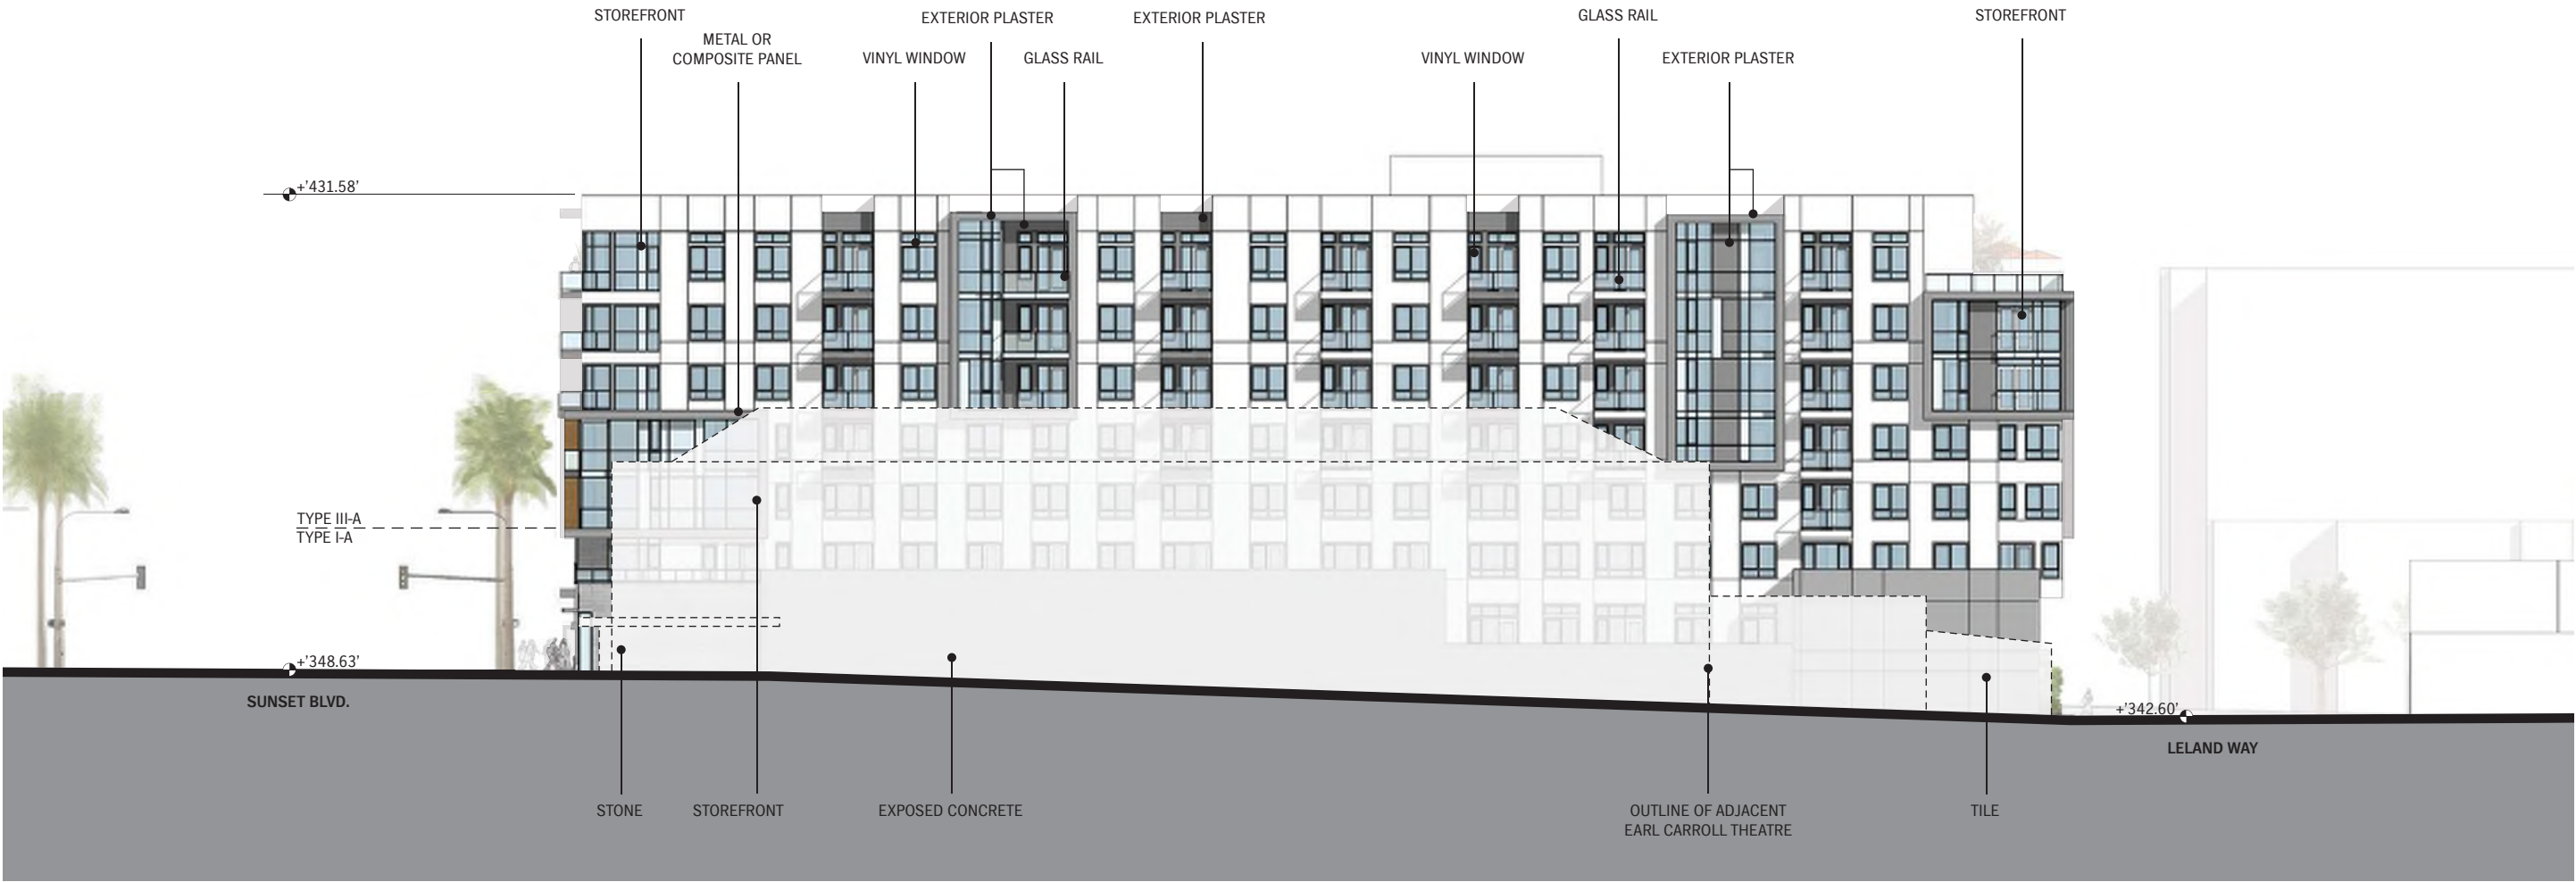 STOREFRONT
METAL OR
COMPOSITE PANEL
VINYL WINDOW
EXTERIOR PLASTER
GLASS RAIL
EXTERIOR PLASTER
VINYL WINDOW
GLASS RAIL
EXTERIOR PLASTER
STOREFRONT
+'431.58'
TYPE III-A
TYPE I-A
+'348.63'
SUNSET BLVD.
+'342.60'
LELAND WAY
STONE
STOREFRONT
EXPOSED CONCRETE
OUTLINE OF ADJACENT
EARL CARROLL THEATRE
TILE